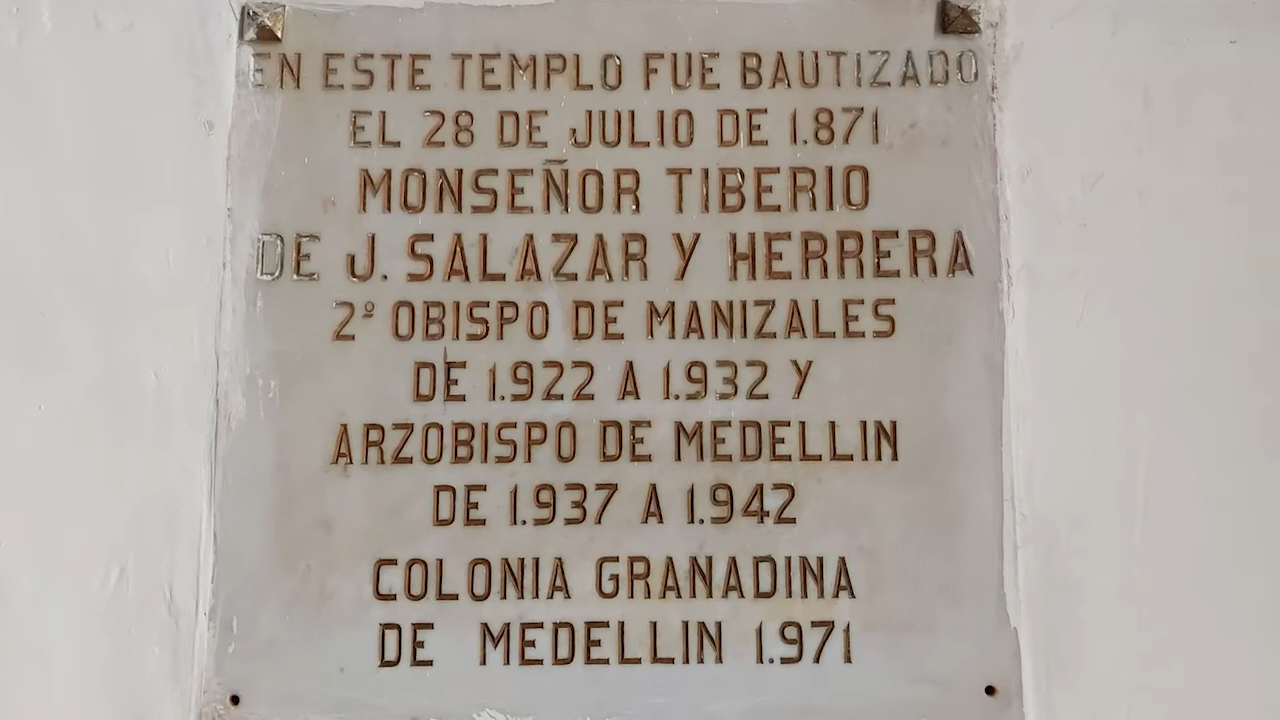 EN ESTE TEMPLO FUE BAUTIZADO
EL 28 DE JULIO DE 1.871
MONSEÑOR TIBERIO
DE J. SALAZAR Y HERRERA
2º OBISPO DE MANIZALES
DE 1.922 A 1.932 Y
ARZOBISPO DE MEDELLIN
DE 1.937 A 1.942
COLONIA GRANADINA
DE MEDELLIN 1.971